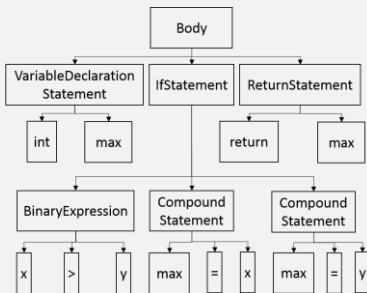 Body
VariableDeclaration
Statement
IfStatement
ReturnStatement
int
max
return
max
BinaryExpression
Compound
Statement
Compound
Statement
x
>
y
max
=
x
max
=
y